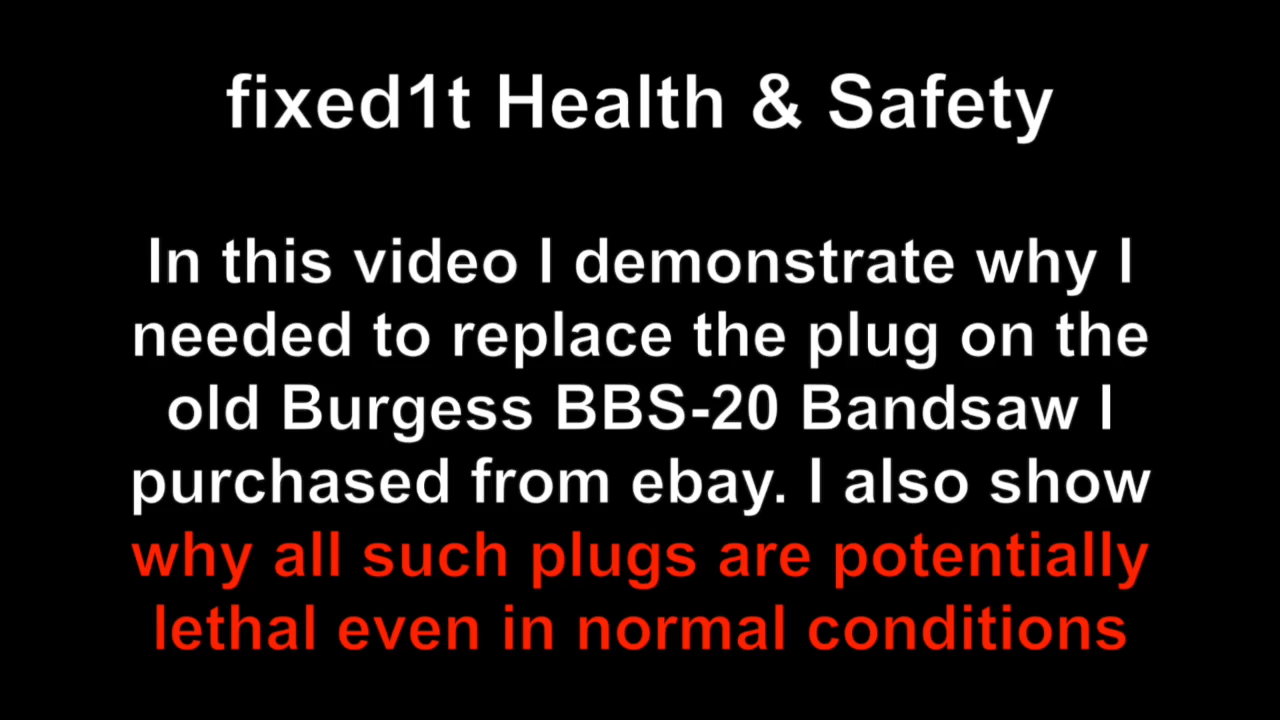 fixed1t Health & Safety
In this video I demonstrate why I
needed to replace the plug on the
old Burgess BBS-20 Bandsaw I
purchased from ebay. I also show
why all such plugs are potentially
lethal even in normal conditions